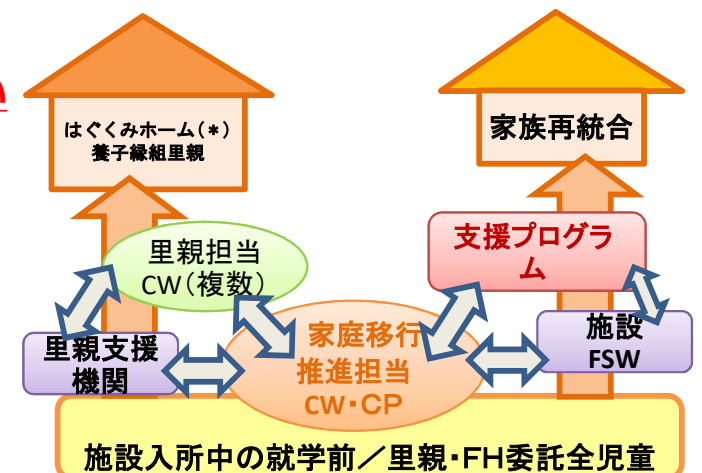 はぐくみホーム(*)
養子縁組里親
家族再統合
里親担当
CW(複数)
支援プログラ
ム
里親支援
機関
家庭移行
推進担当
CW・CP
施設
FSW
施設入所中の就学前/里親・FH委託全児童